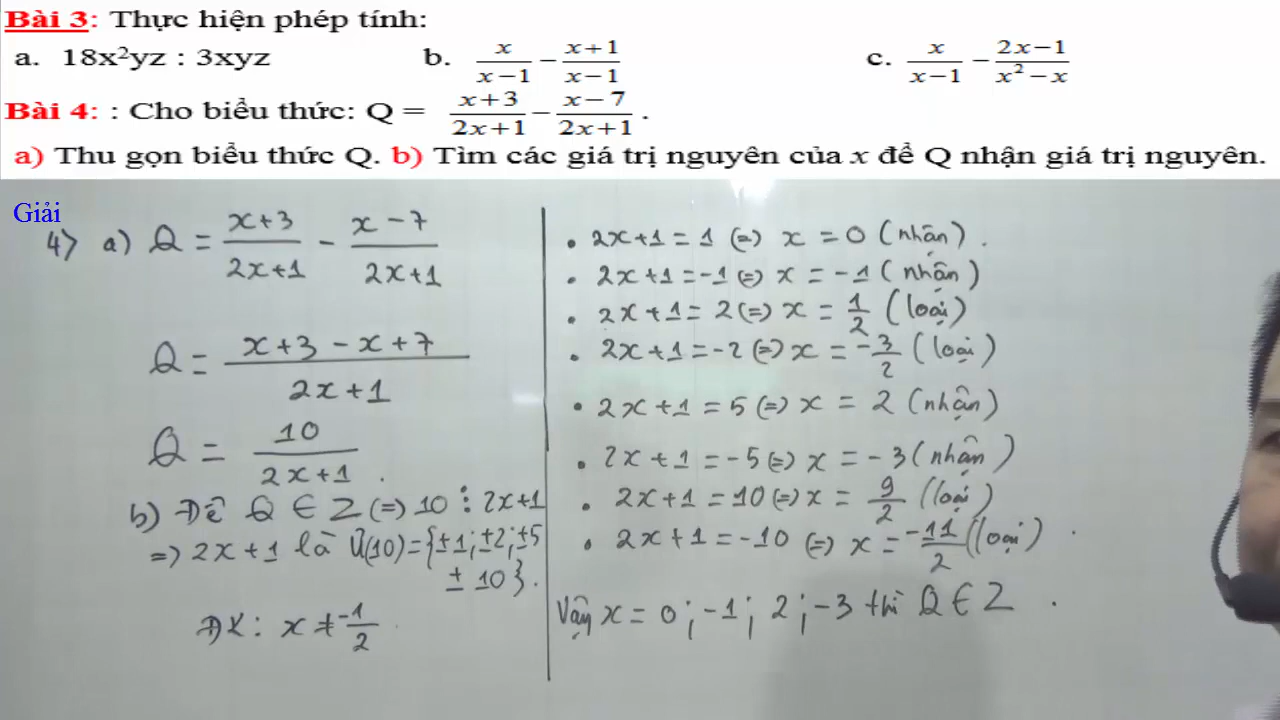 Bài 3: Thực hiện phép tính:
a. 18x²yz : 3xyz b. x/(x−1) − (x+1)/(x−1) c. x/(x−1) − (2x−1)/(x²−x)
Bài 4: : Cho biểu thức: Q = (x+3)/(2x+1) − (x−7)/(2x+1) .
a) Thu gọn biểu thức Q. b) Tìm các giá trị nguyên của x để Q nhận giá trị nguyên.
Giải
4> a) Q = (x+3)/(2x+1) - (x-7)/(2x+1)
Q = (x+3-x+7)/(2x+1)
Q = 10/(2x+1) .
b) Để Q ∈ Z (=) 10 ⋮ 2x+1
=> 2x+1 là Ư(10) = {±1; ±2; ±5
± 10}.
ĐK: x ≠ -1/2
• 2x+1 = 1 (=) x = 0 (nhận).
• 2x+1 = -1 (=) x = -1 (nhận)
• 2x+1 = 2 (=) x = 1/2 (loại)
• 2x+1 = -2 (=) x = -3/2 (loại)
• 2x+1 = 5 (=) x = 2 (nhận)
• 2x+1 = -5 (=) x = -3 (nhận)
• 2x+1 = 10 (=) x = 9/2 (loại)
• 2x+1 = -10 (=) x = -11/2 (loại) .
Vậy x = 0; -1; 2; -3 thì Q ∈ Z .